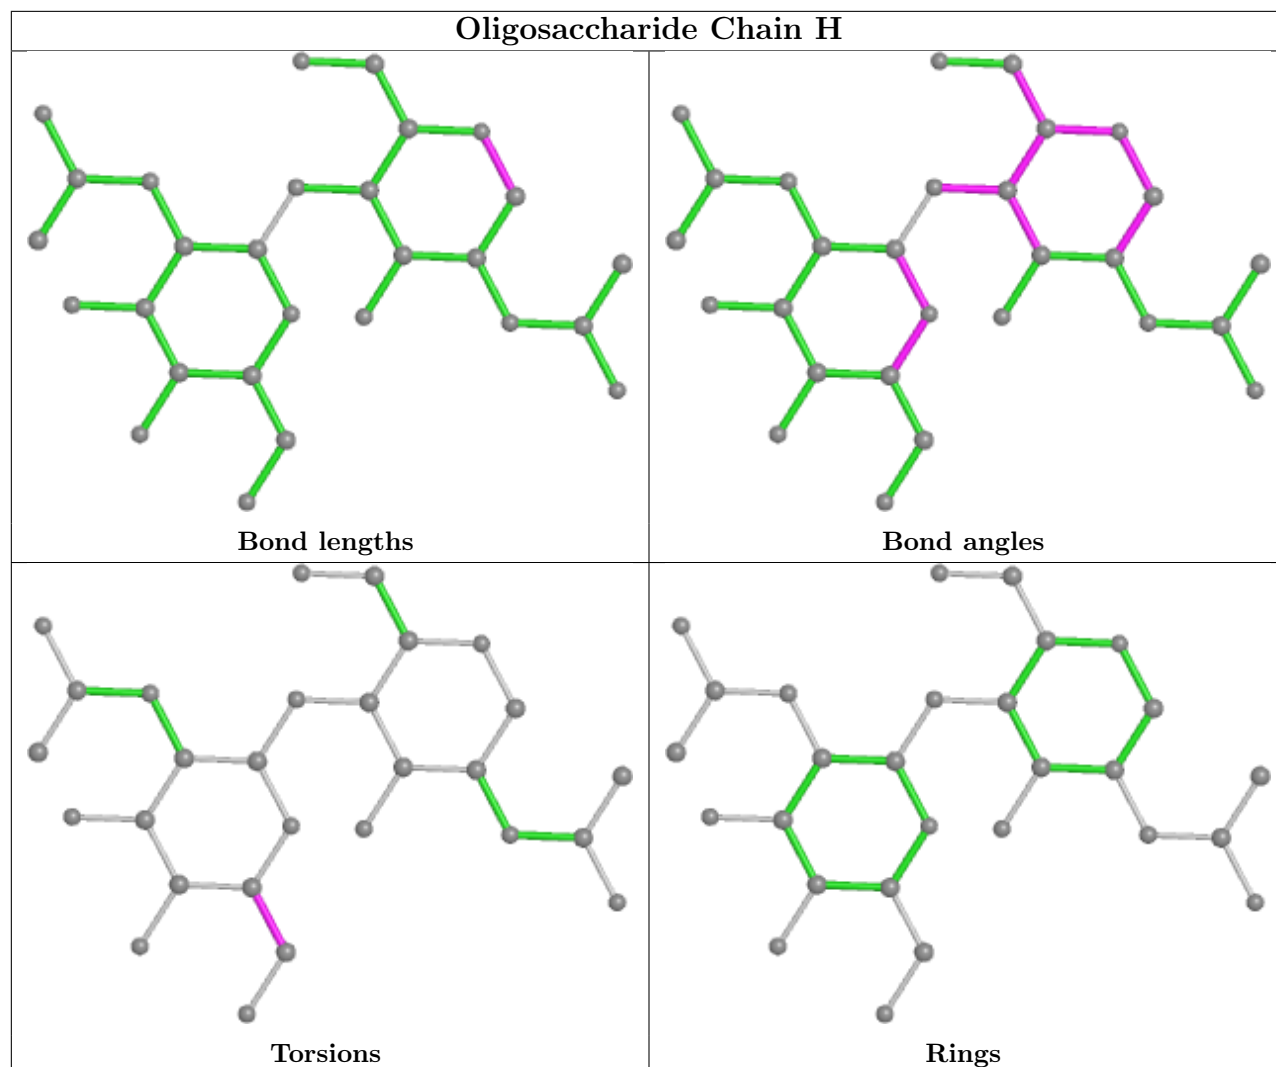 Oligosaccharide Chain H
Bond lengths
Bond angles
Torsions
Rings